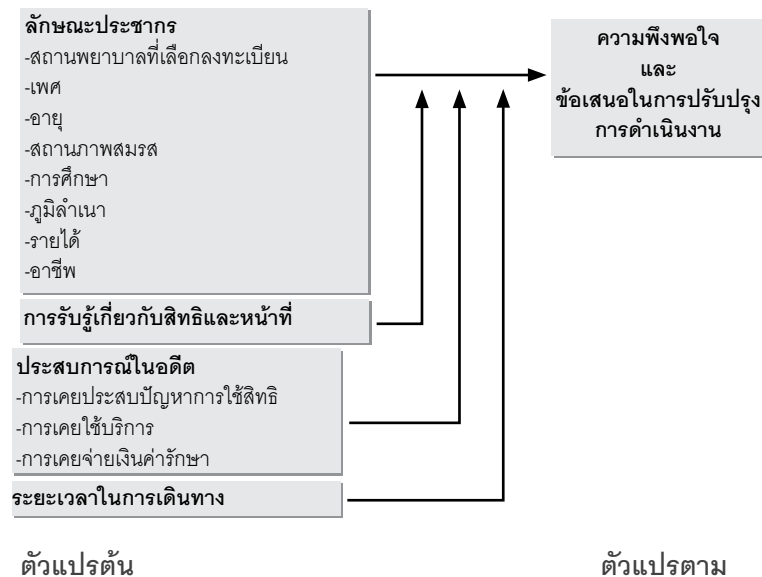 ลักษณะประชากร
-สถานพยาบาลที่เลือกลงทะเบียน
-เพศ
-อายุ
-สถานภาพสมรส
-การศึกษา
-ภูมิลำเนา
-รายได้
-อาชีพ
การรับรู้เกี่ยวกับสิทธิและหน้าที่
ประสบการณ์ในอดีต
-การเคยประสบปัญหาการใช้สิทธิ
-การเคยใช้บริการ
-การเคยจ่ายเงินค่ารักษา
ระยะเวลาในการเดินทาง
ตัวแปรต้น
ความพึงพอใจ
และ
ข้อเสนอในการปรับปรุง
การดำเนินงาน
ตัวแปรตาม